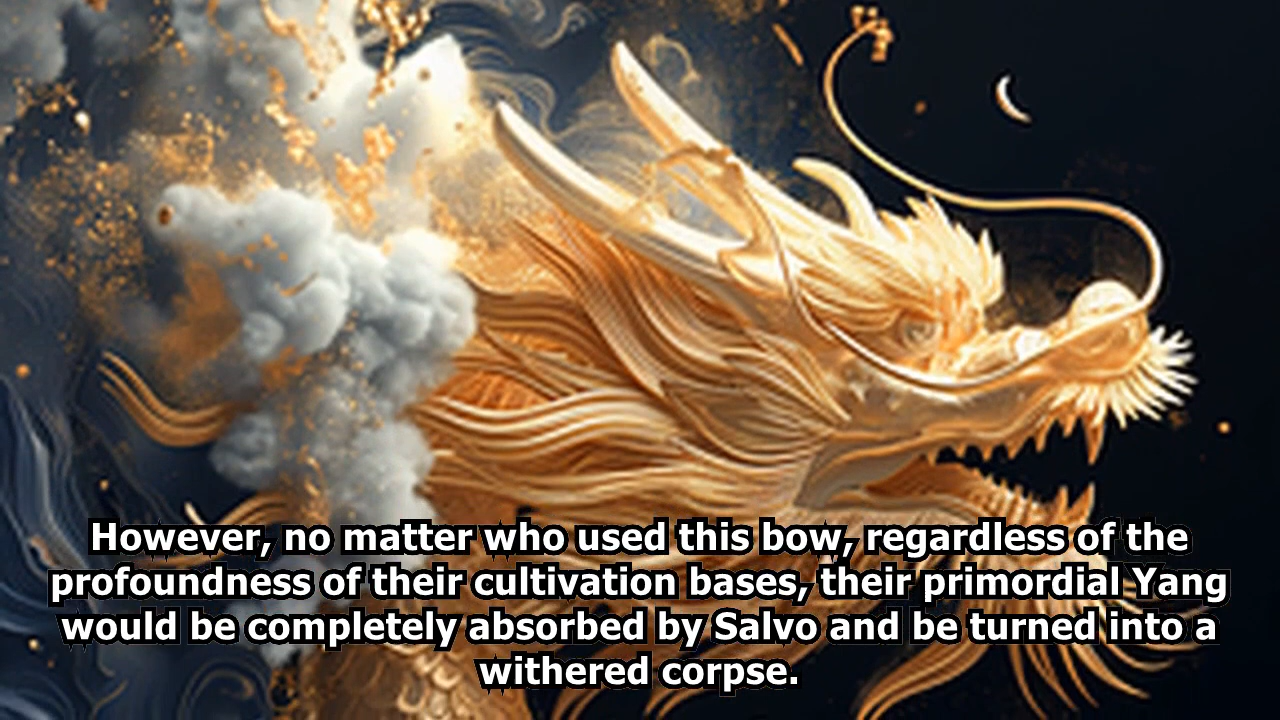 However, no matter who used this bow, regardless of the
profoundness of their cultivation bases, their primordial Yang
would be completely absorbed by Salvo and be turned into a
withered corpse.